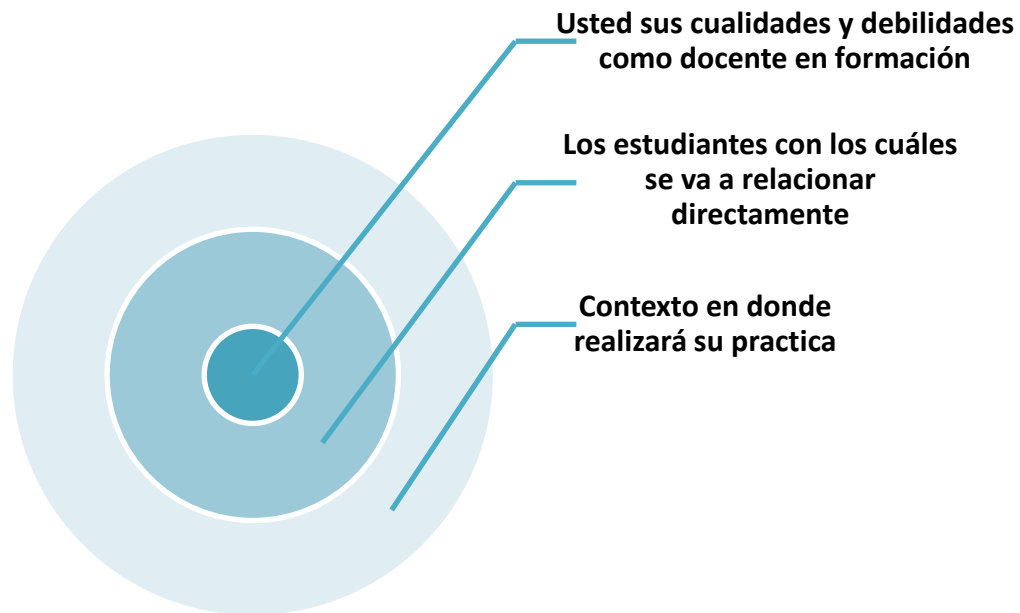 Usted sus cualidades y debilidades
como docente en formación
Los estudiantes con los cuáles
se va a relacionar
directamente
Contexto en donde
realizará su practica